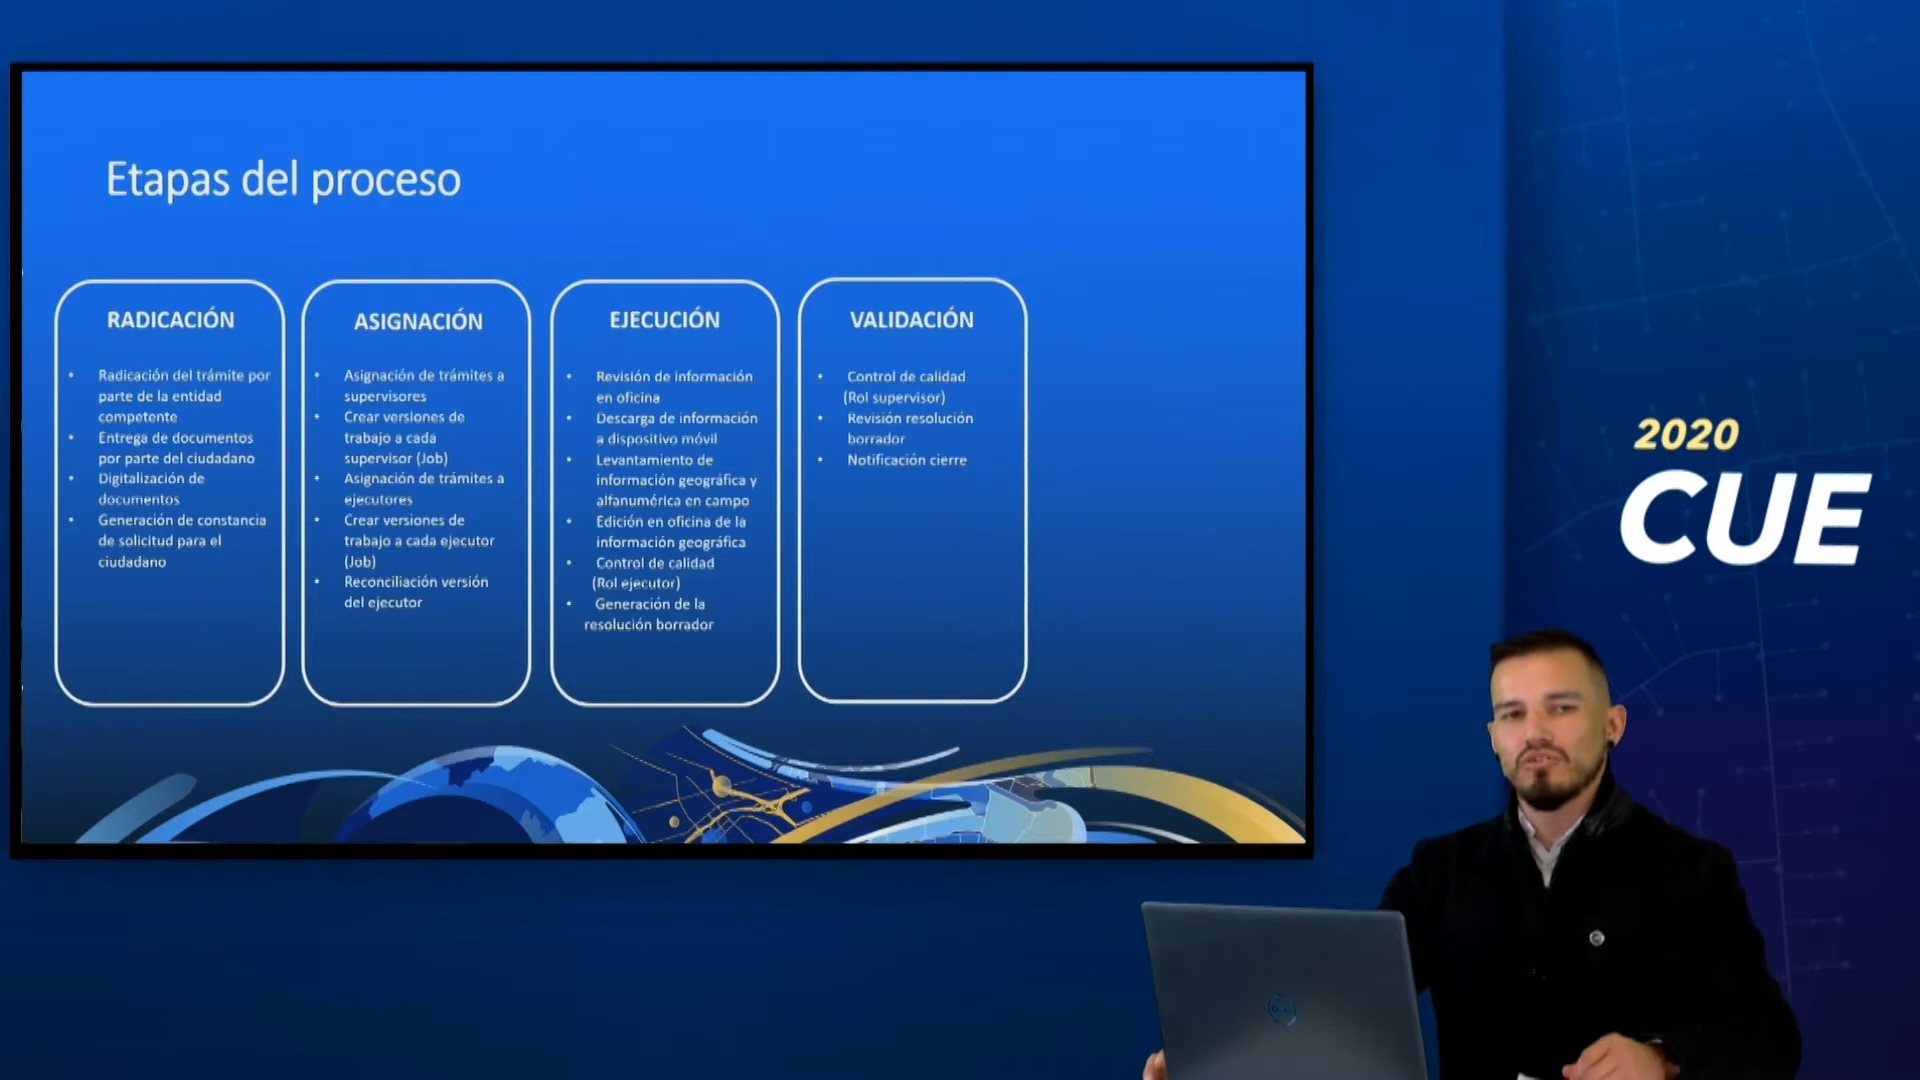 Etapas del proceso
RADICACIÓN
• Radicación del trámite por
parte de la entidad
competente
• Entrega de documentos
por parte del ciudadano
• Digitalización de
documentos
• Generación de constancia
de solicitud para el
ciudadano
ASIGNACIÓN
• Asignación de trámites a
supervisores
• Crear versiones de
trabajo a cada
supervisor (Job)
• Asignación de trámites a
ejecutores
• Crear versiones de
trabajo a cada ejecutor
(Job)
• Reconciliación versión
del ejecutor
EJECUCIÓN
• Revisión de información
en oficina
• Descarga de información
a dispositivo móvil
• Levantamiento de
información geográfica y
alfanumérica en campo
• Edición en oficina de la
información geográfica
• Control de calidad
(Rol ejecutor)
• Generación de la
resolución borrador
VALIDACIÓN
• Control de calidad
(Rol supervisor)
• Revisión resolución
borrador
• Notificación cierre
2020
CUE